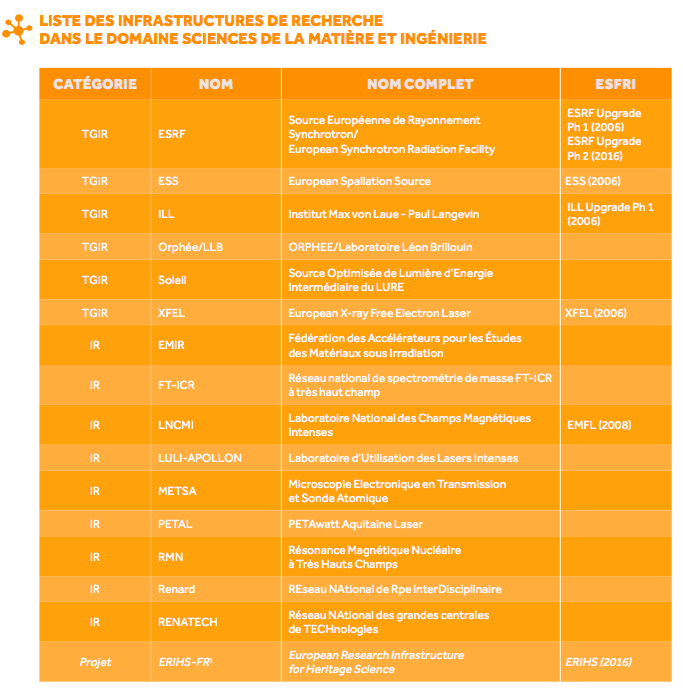 LISTE DES INFRASTRUCTURES DE RECHERCHE
DANS LE DOMAINE SCIENCES DE LA MATIÈRE ET INGÉNIERIE
CATÉGORIE NOM NOM COMPLET ESFRI
TGIR ESRF Source Européenne de Rayonnement
Synchrotron/
European Synchrotron Radiation Facility
ESRF Upgrade
Ph 1 (2006)
ESRF Upgrade
Ph 2 (2016)
TGIR ESS European Spallation Source ESS (2006)
TGIR ILL Institut Max von Laue - Paul Langevin ILL Upgrade Ph 1
(2006)
TGIR Orphée/LLB ORPHEE/Laboratoire Léon Brillouin
TGIR Soleil Source Optimisée de Lumière d'Energie
Intermédiaire du LURE
TGIR XFEL European X-ray Free Electron Laser XFEL (2006)
IR EMIR Fédération des Accélérateurs pour les Études
des Matériaux sous Irradiation
IR FT-ICR Réseau national de spectrométrie de masse FT-ICR
à très haut champ
IR LNCMI Laboratoire National des Champs Magnétiques
Intenses
EMFL (2008)
IR LULI-APOLLON Laboratoire d'Utilisation des Lasers Intenses
IR METSA Microscopie Electronique en Transmission
et Sonde Atomique
IR PETAL PETAwatt Aquitaine Laser
IR RMN Résonance Magnétique Nucléaire
à Très Hauts Champs
IR Renard REseau NAtional de Rpe interDisciplinaire
IR RENATECH Réseau NAtional des grandes centrales
de TECHnologies
Projet ERIHS-FR¹ European Research Infrastructure
for Heritage Science
ERIHS (2016)